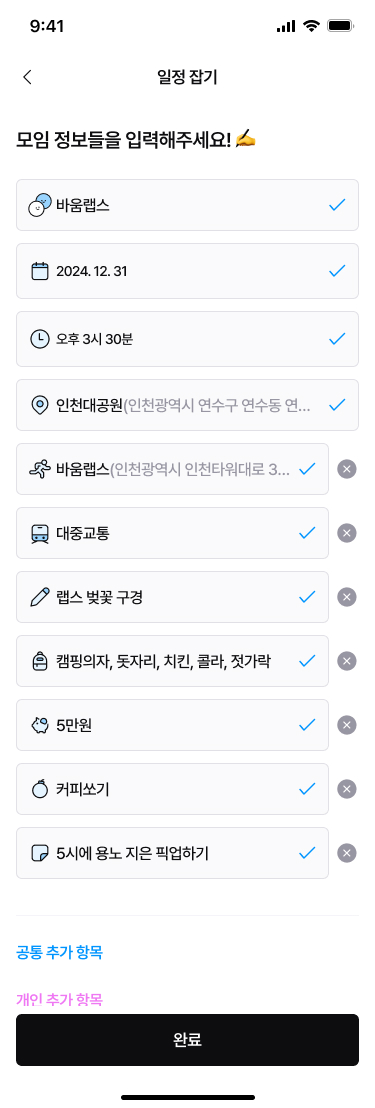 9:41
일정 잡기
모임 정보들을 입력해주세요! ✍️
바움랩스
2024. 12. 31
오후 3시 30분
인천대공원(인천광역시 연수구 연수동 연...
바움랩스(인천광역시 인천타워대로 3...
대중교통
랩스 벚꽃 구경
캠핑의자, 돗자리, 치킨, 콜라, 젓가락
5만원
커피쏘기
5시에 용노 지은 픽업하기
공통 추가 항목
개인 추가 항목
완료